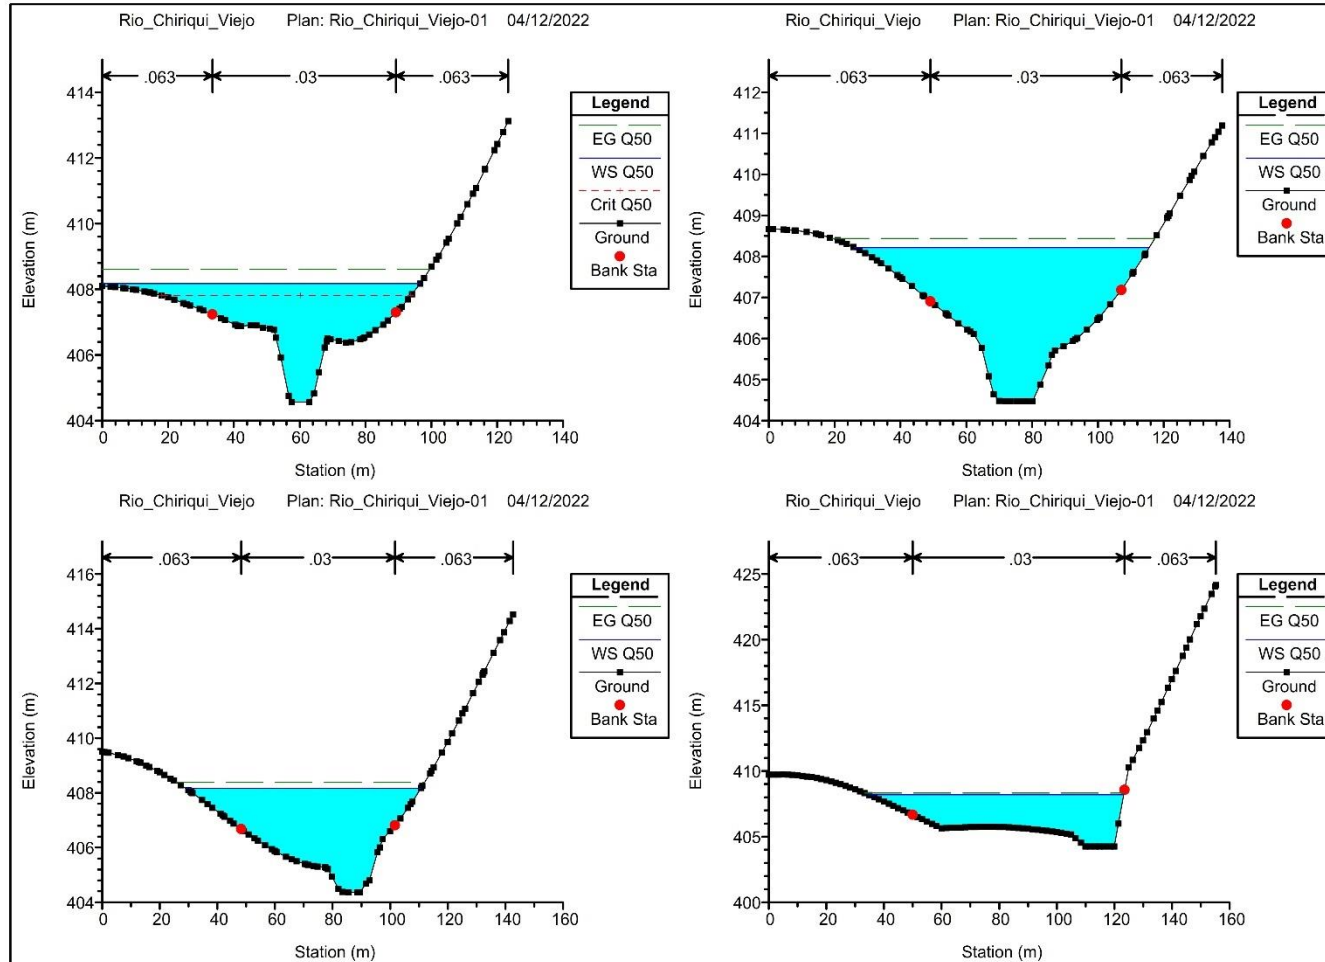 Rio_Chiriqui_Viejo Plan: Rio_Chiriqui_Viejo-01 04/12/2022
.063 .03 .063
Elevation (m)
414
412
410
408
406
404
0 20 40 60 80 100 120 140
Station (m)
Legend
EG Q50
WS Q50
Crit Q50
Ground
Bank Sta
Rio_Chiriqui_Viejo Plan: Rio_Chiriqui_Viejo-01 04/12/2022
.063 .03 .063
Elevation (m)
412
411
410
409
408
407
406
405
404
0 20 40 60 80 100 120 140
Station (m)
Legend
EG Q50
WS Q50
Ground
Bank Sta
Rio_Chiriqui_Viejo Plan: Rio_Chiriqui_Viejo-01 04/12/2022
.063 .03 .063
Elevation (m)
416
414
412
410
408
406
404
0 20 40 60 80 100 120 140 160
Station (m)
Legend
EG Q50
WS Q50
Ground
Bank Sta
Rio_Chiriqui_Viejo Plan: Rio_Chiriqui_Viejo-01 04/12/2022
.063 .03 .063
Elevation (m)
425
420
415
410
405
400
0 20 40 60 80 100 120 140 160
Station (m)
Legend
EG Q50
WS Q50
Ground
Bank Sta